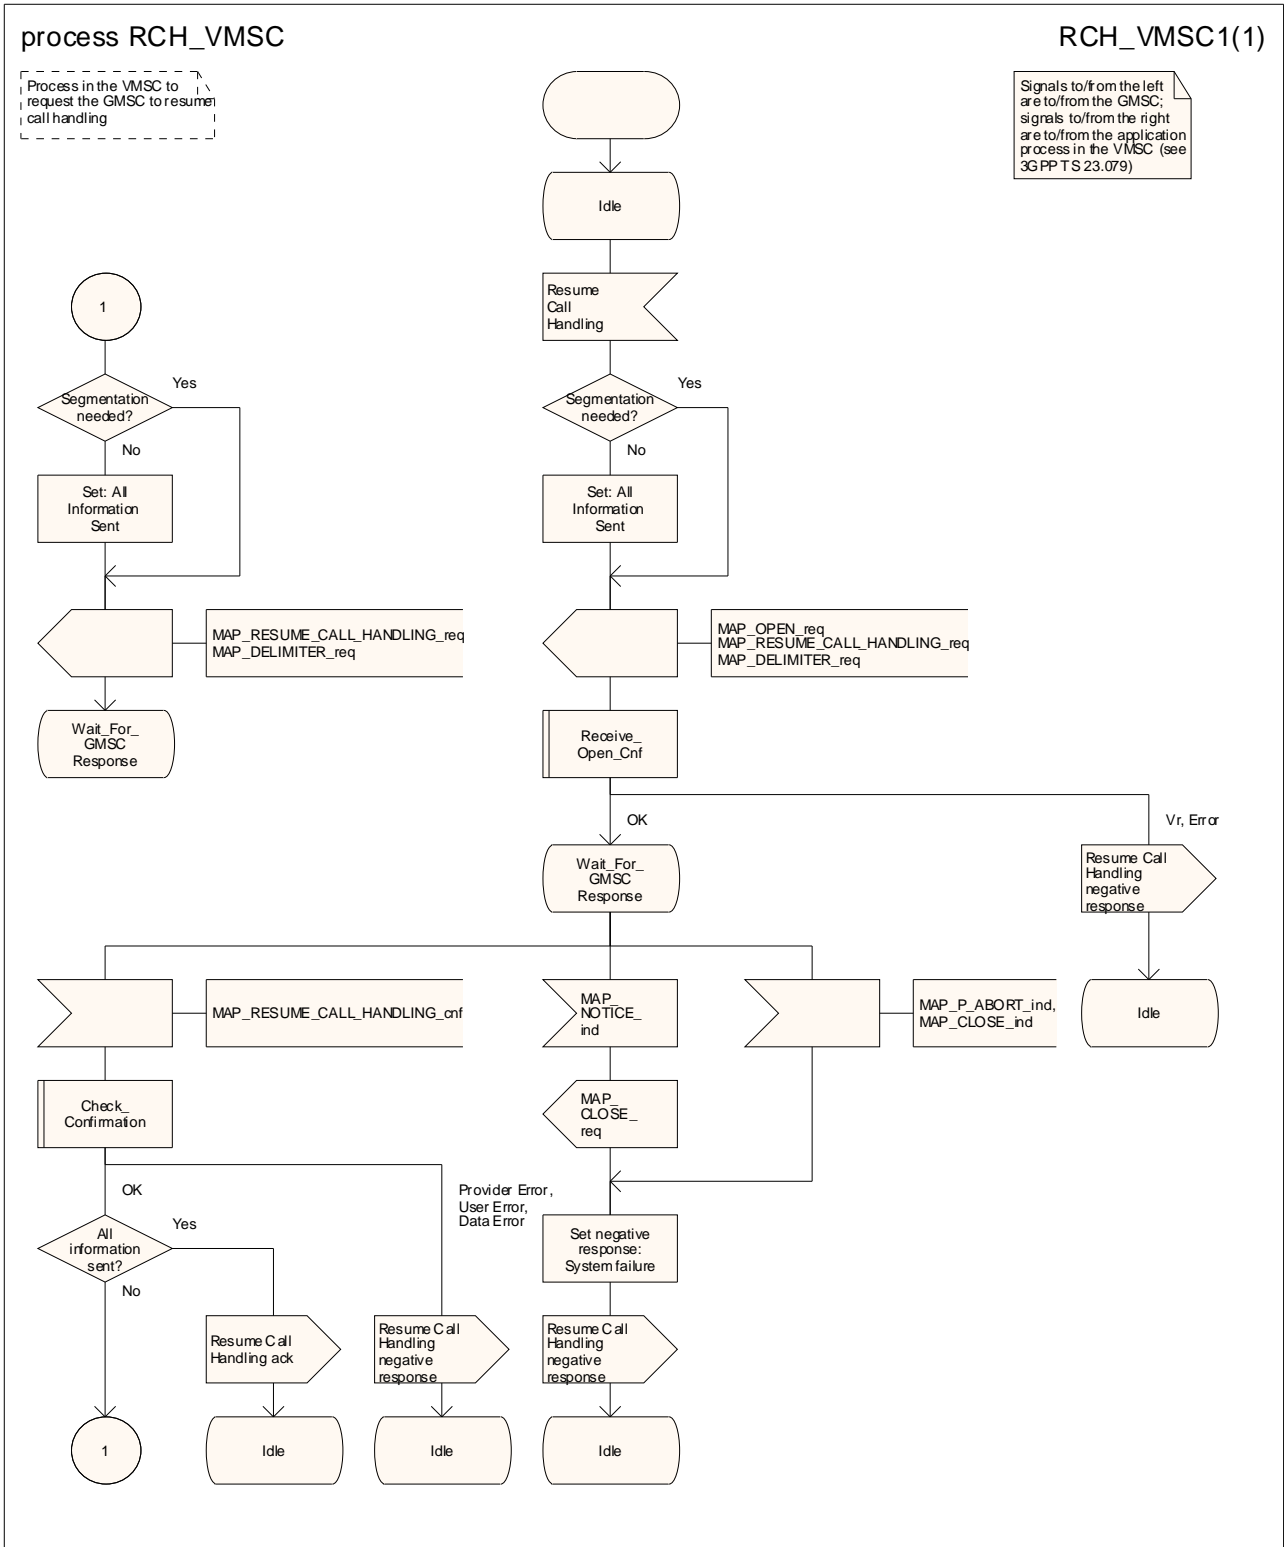 process RCH_VMSC
RCH_VMSC1(1)
Process in the VMSC to
request the GMSC to resume
call handling
Signals to/from the left
are to/from the GMSC;
signals to/from the right
are to/from the application
process in the VMSC (see
3GPP TS 23.079)
Idle
Resume
Call
Handling
1
Segmentation
needed?
Yes
No
Set: All
Information
Sent
MAP_RESUME_CALL_HANDLING_req
MAP_DELIMITER_req
Wait_For_
GMSC
Response
Segmentation
needed?
Yes
No
Set: All
Information
Sent
MAP_OPEN_req
MAP_RESUME_CALL_HANDLING_req
MAP_DELIMITER_req
Receive_
Open_Cnf
OK
Vr, Error
Wait_For_
GMSC
Response
Resume Call
Handling
negative
response
Idle
MAP_RESUME_CALL_HANDLING_cnf
MAP_
NOTICE_
ind
MAP_P_ABORT_ind,
MAP_CLOSE_ind
Check_
Confirmation
MAP_
CLOSE_
req
OK
Provider Error,
User Error,
Data Error
All
information
sent?
Yes
No
Set negative
response:
System failure
Resume Call
Handling ack
Resume Call
Handling
negative
response
Resume Call
Handling
negative
response
1
Idle
Idle
Idle